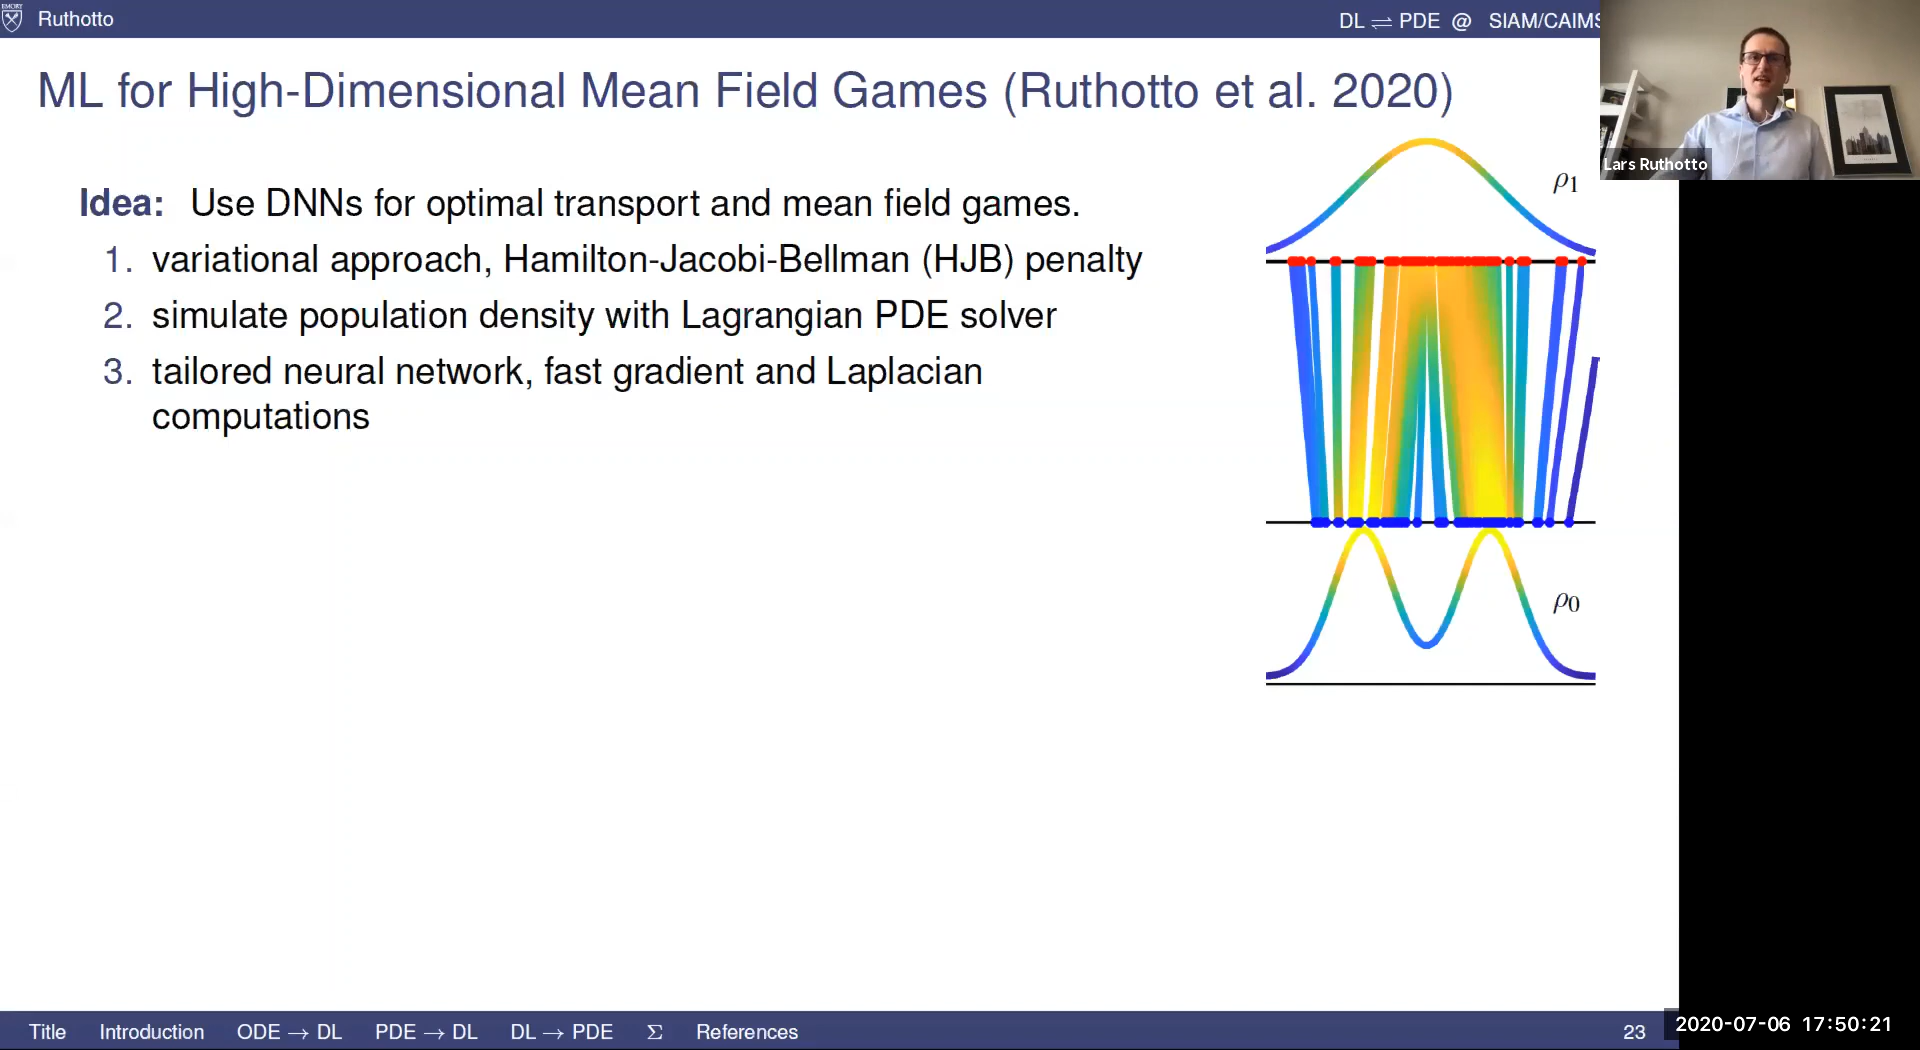 EMORY
Ruthotto
DL ⇌ PDE @ SIAM/CAIMS
ML for High-Dimensional Mean Field Games (Ruthotto et al. 2020)
Lars Ruthotto
Idea: Use DNNs for optimal transport and mean field games.
1. variational approach, Hamilton-Jacobi-Bellman (HJB) penalty
2. simulate population density with Lagrangian PDE solver
3. tailored neural network, fast gradient and Laplacian
computations
ρ1
ρ0
Title Introduction ODE → DL PDE → DL DL → PDE Σ References 23
2020-07-06 17:50:21